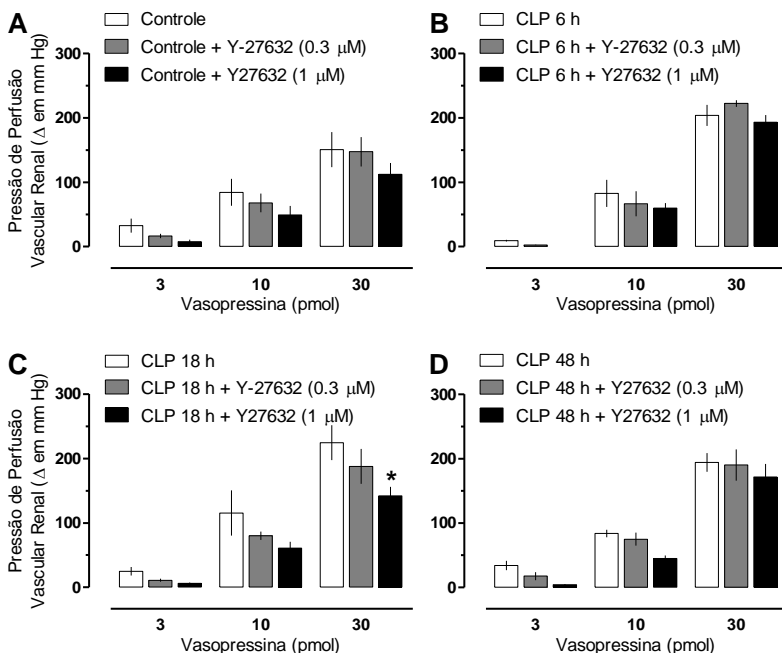 A
Controle
Controle + Y-27632 (0.3 μM)
Controle + Y27632 (1 μM)
Pressão de Perfusão
Vascular Renal (Δ em mm Hg)
300
200
100
0
3 10 30
Vasopressina (pmol)
B
CLP 6 h
CLP 6 h + Y-27632 (0.3 μM)
CLP 6 h + Y27632 (1 μM)
300
200
100
0
3 10 30
Vasopressina (pmol)
C
CLP 18 h
CLP 18 h + Y-27632 (0.3 μM)
CLP 18 h + Y27632 (1 μM)
Pressão de Perfusão
Vascular Renal (Δ em mm Hg)
300
200
100
0
*
3 10 30
Vasopressina (pmol)
D
CLP 48 h
CLP 48 h + Y27632 (0.3 μM)
CLP 48 h + Y27632 (1 μM)
300
200
100
0
3 10 30
Vasopressina (pmol)